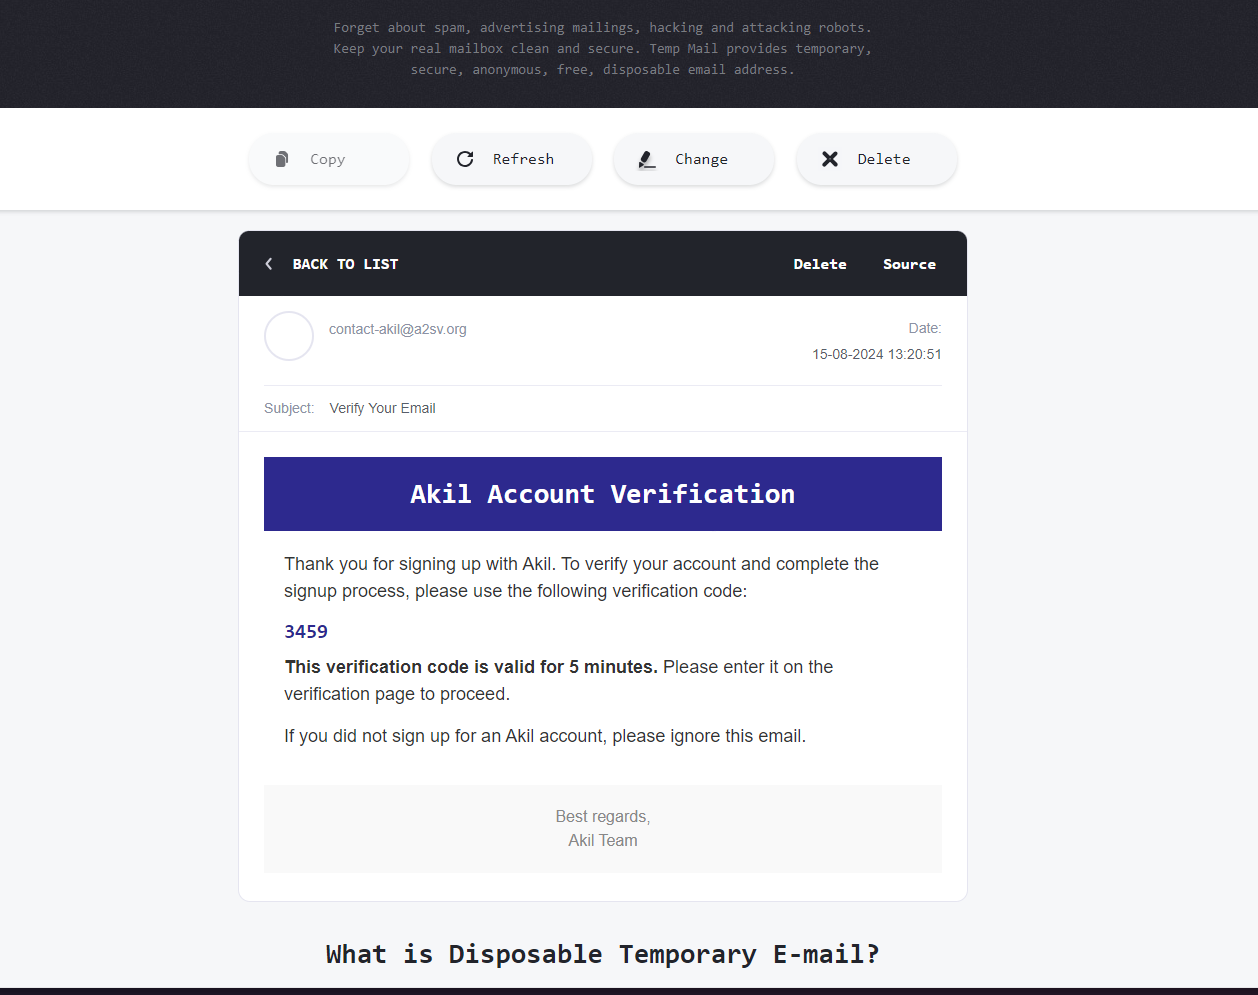 Forget about spam, advertising mailings, hacking and attacking robots.
Keep your real mailbox clean and secure. Temp Mail provides temporary,
secure, anonymous, free, disposable email address.
Copy
Refresh
Change
Delete
BACK TO LIST
Delete
Source
contact-akil@a2sv.org
Date:
15-08-2024 13:20:51
Subject: Verify Your Email
Akil Account Verification
Thank you for signing up with Akil. To verify your account and complete the
signup process, please use the following verification code:
3459
This verification code is valid for 5 minutes. Please enter it on the
verification page to proceed.
If you did not sign up for an Akil account, please ignore this email.
Best regards,
Akil Team
What is Disposable Temporary E-mail?